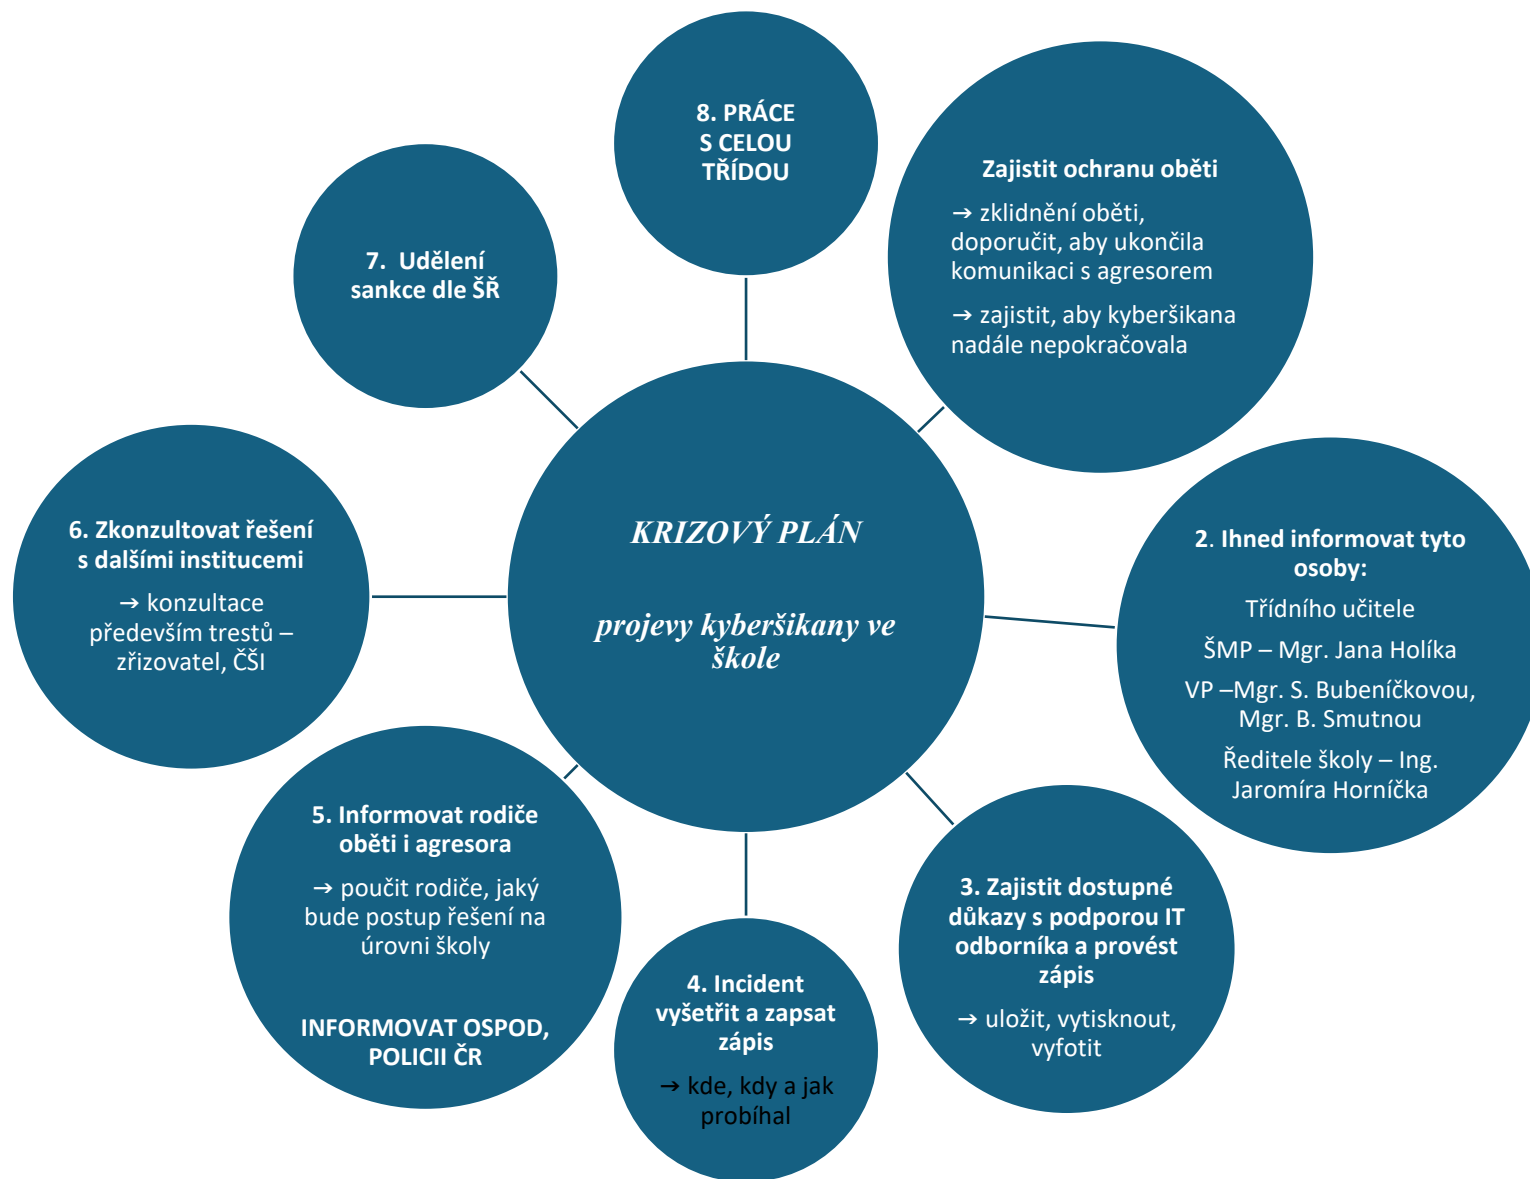 KRIZOVÝ PLÁN
projevy kyberšikany ve
škole
Zajistit ochranu oběti
→ zklidnění oběti,
doporučit, aby ukončila
komunikaci s agresorem
→ zajistit, aby kyberšikana
nadále nepokračovala
2. Ihned informovat tyto
osoby:
Třídního učitele
ŠMP – Mgr. Jana Holíka
VP –Mgr. S. Bubeníčkovou,
Mgr. B. Smutnou
Ředitele školy – Ing.
Jaromíra Horníčka
3. Zajistit dostupné
důkazy s podporou IT
odborníka a provést
zápis
→ uložit, vytisknout,
vyfotit
4. Incident
vyšetřit a zapsat
zápis
→ kde, kdy a jak
probíhal
5. Informovat rodiče
oběti i agresora
→ poučit rodiče, jaký
bude postup řešení na
úrovni školy
INFORMOVAT OSPOD,
POLICII ČR
6. Zkonzultovat řešení
s dalšími institucemi
→ konzultace
především trestů –
zřizovatel, ČŠI
7. Udělení
sankce dle ŠŘ
8. PRÁCE
S CELOU
TŘÍDOU